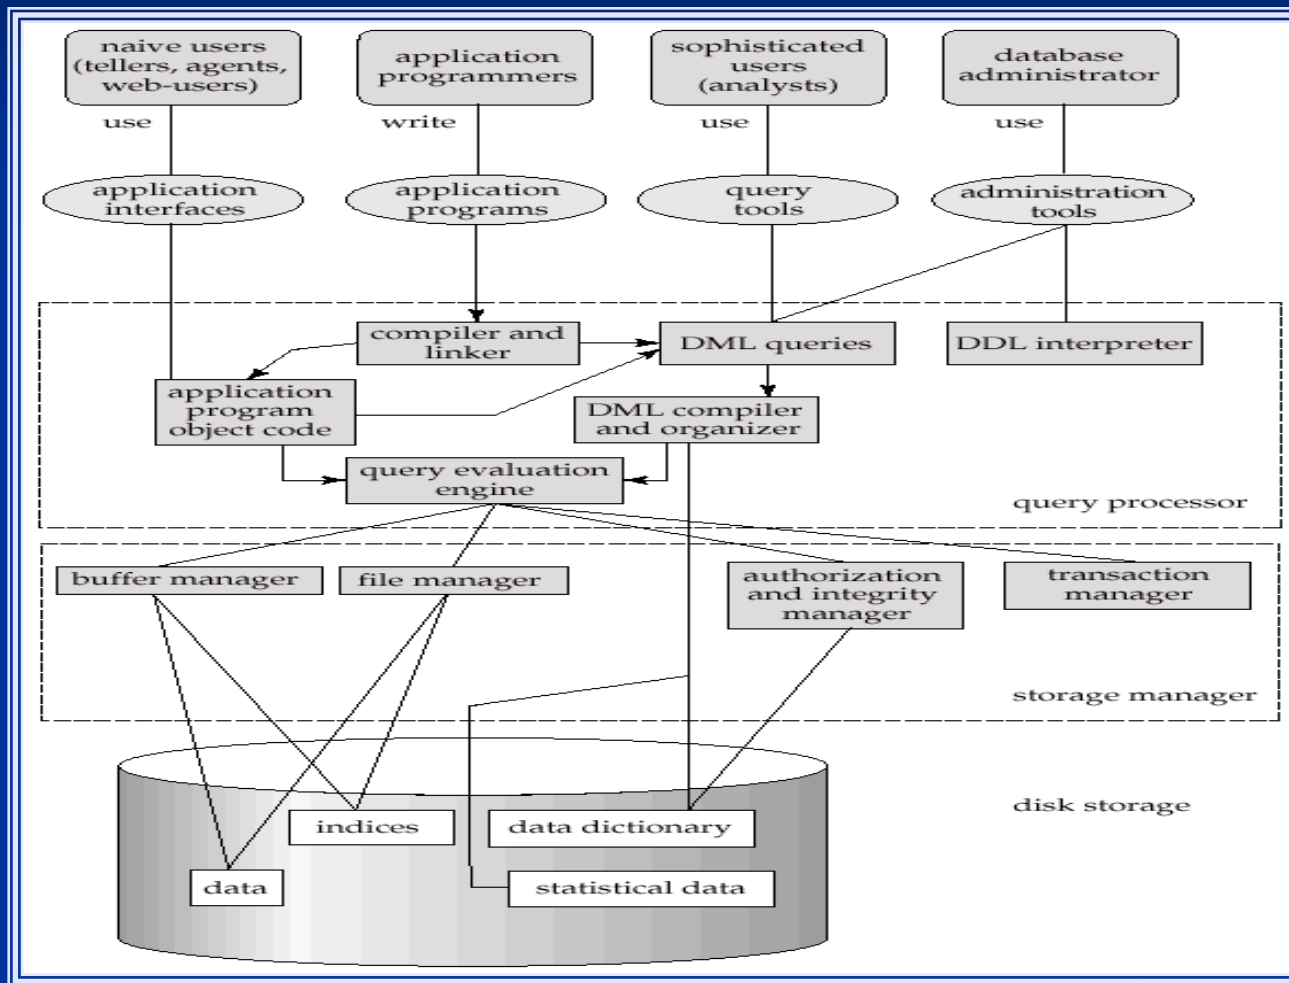 naive users
(tellers, agents,
web-users)
application
programmers
sophisticated
users
(analysts)
database
administrator
use
write
use
use
application
interfaces
application
programs
query
tools
administration
tools
compiler and
linker
DML queries
DDL interpreter
application
program
object code
DML compiler
and organizer
query evaluation
engine
query processor
buffer manager
file manager
authorization
and integrity
manager
transaction
manager
storage manager
disk storage
indices
data dictionary
data
statistical data